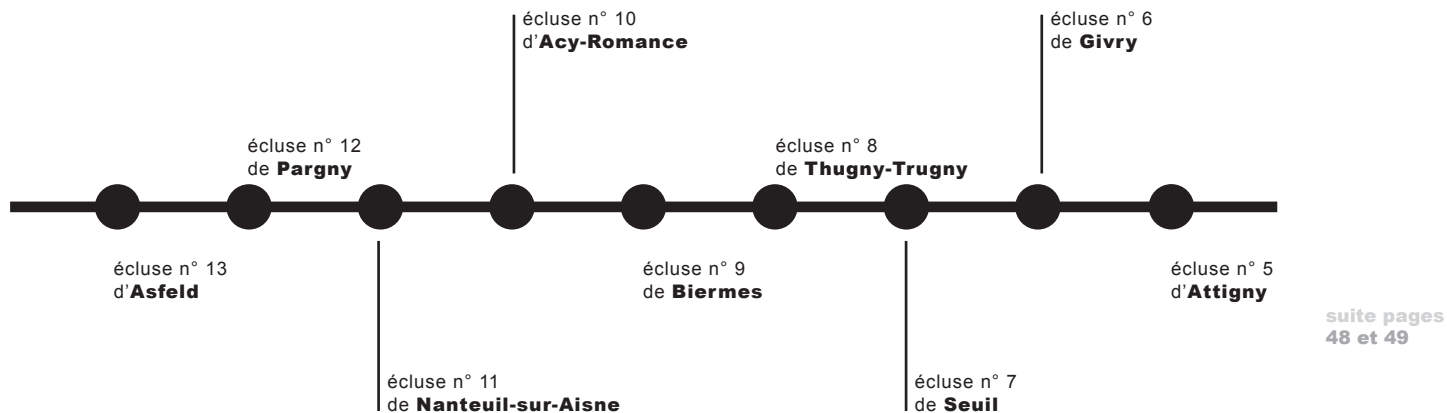 écluse n° 10
d'Acy-Romance
écluse n° 6
de Givry
écluse n° 12
de Pargny
écluse n° 8
de Thugny-Trugny
écluse n° 13
d'Asfeld
écluse n° 9
de Biermes
écluse n° 5
d'Attigny
suite pages
48 et 49
écluse n° 11
de Nanteuil-sur-Aisne
écluse n° 7
de Seuil